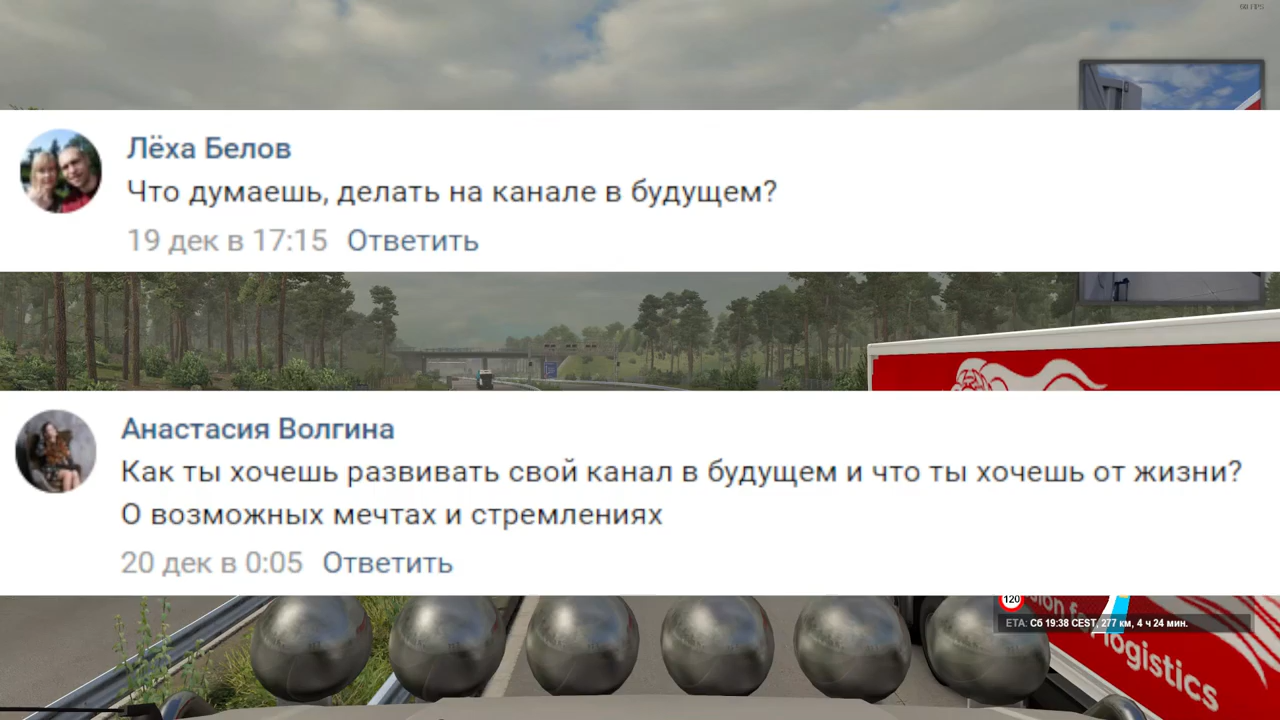 60 FPS
Лёха Белов
Что думаешь, делать на канале в будущем?
19 дек в 17:15 Ответить
Анастасия Волгина
Как ты хочешь развивать свой канал в будущем и что ты хочешь от жизни?
О возможных мечтах и стремлениях
20 дек в 0:05 Ответить
120
ETA: Сб 19:38 CEST, 277 км, 4 ч 24 мин.
logistics